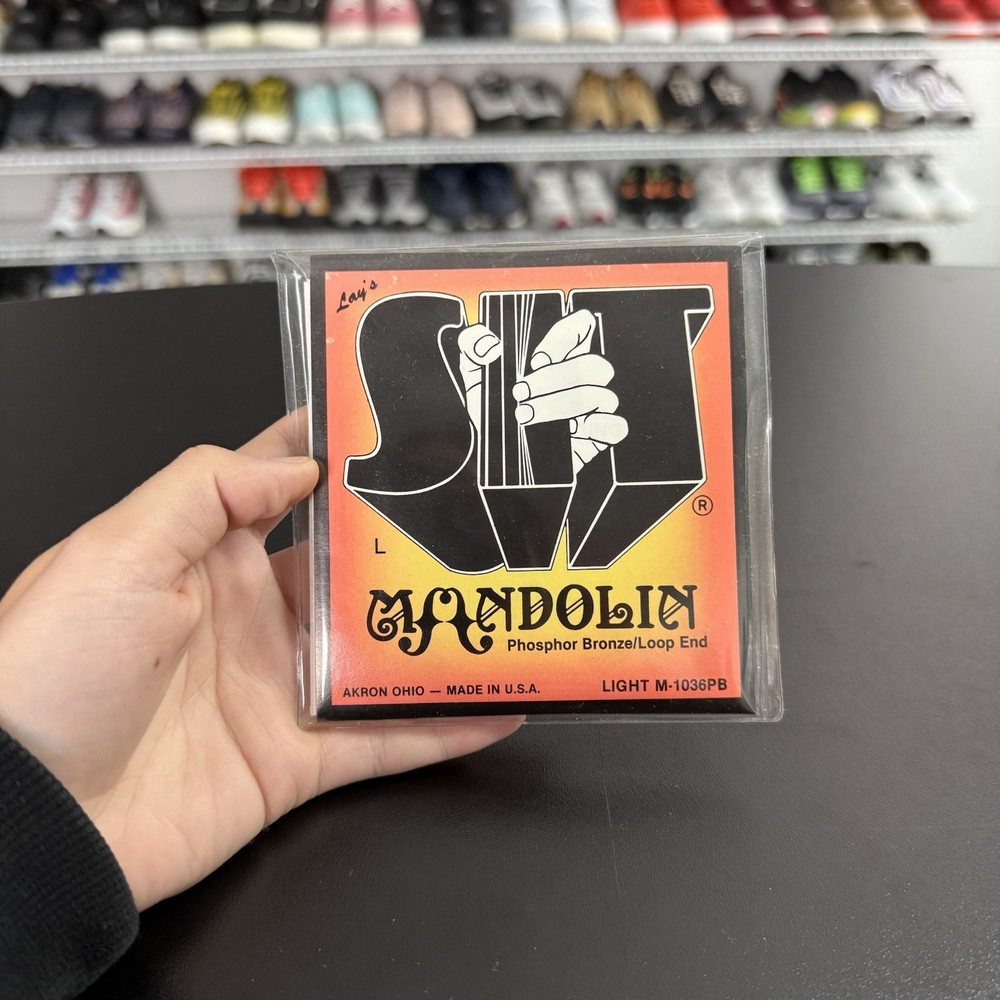 Lay's
SIT
®
L
MANDOLIN
Phosphor Bronze/Loop End
AKRON OHIO — MADE IN U.S.A.
LIGHT M-1036PB